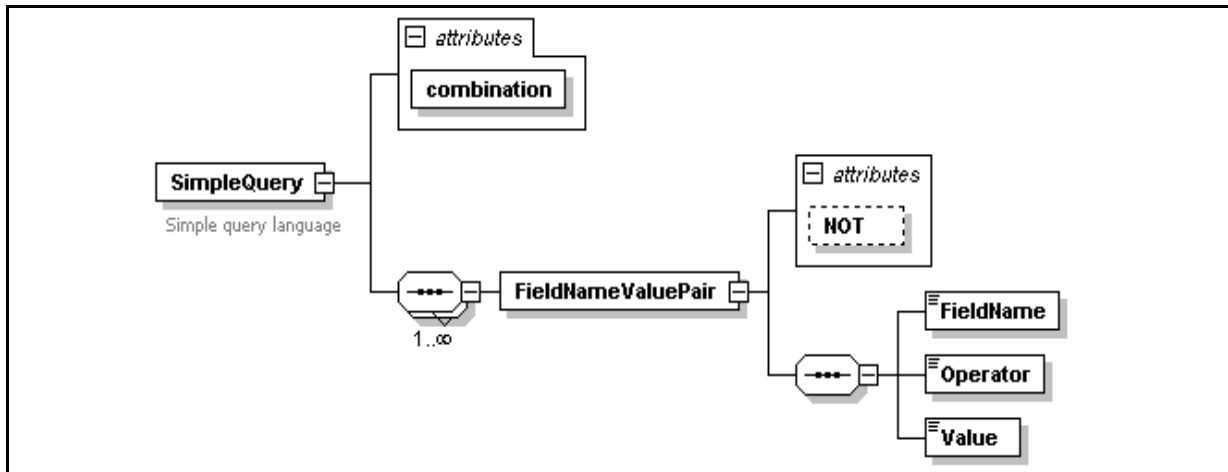 attributes
combination
SimpleQuery
Simple query language
attributes
NOT
FieldNameValuePair
1..∞
FieldName
Operator
Value